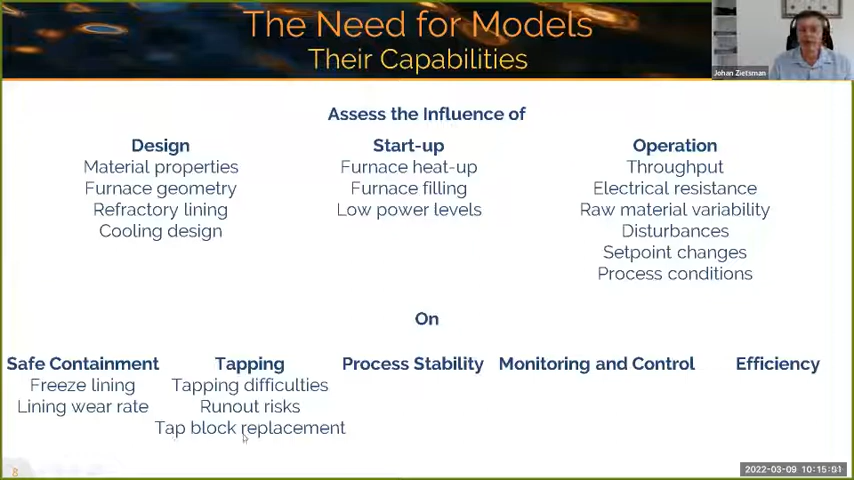 The Need for Models
Their Capabilities
Johan Zietsman
Assess the Influence of
Design
Material properties
Furnace geometry
Refractory lining
Cooling design
Start-up
Furnace heat-up
Furnace filling
Low power levels
Operation
Throughput
Electrical resistance
Raw material variability
Disturbances
Setpoint changes
Process conditions
On
Safe Containment
Freeze lining
Lining wear rate
Tapping
Tapping difficulties
Runout risks
Tap block replacement
Process Stability
Monitoring and Control
Efficiency
8
2022-03-09 10:15:01